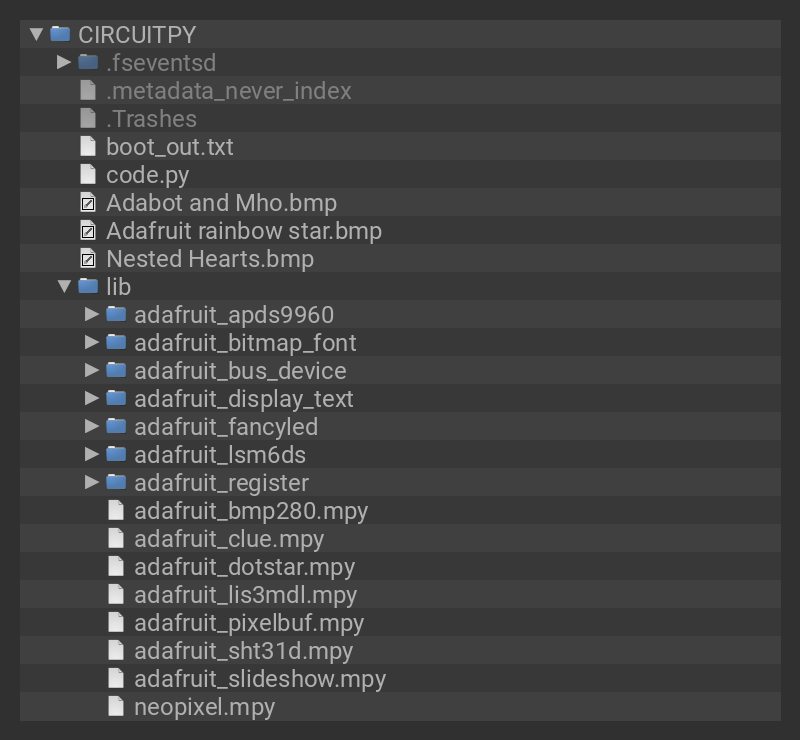 CIRCUITPY
.fseventsd
.metadata_never_index
.Trashes
boot_out.txt
code.py
Adabot and Mho.bmp
Adafruit rainbow star.bmp
Nested Hearts.bmp
lib
adafruit_apds9960
adafruit_bitmap_font
adafruit_bus_device
adafruit_display_text
adafruit_fancyled
adafruit_lsm6ds
adafruit_register
adafruit_bmp280.mpy
adafruit_clue.mpy
adafruit_dotstar.mpy
adafruit_lis3mdl.mpy
adafruit_pixelbuf.mpy
adafruit_sht31d.mpy
adafruit_slideshow.mpy
neopixel.mpy